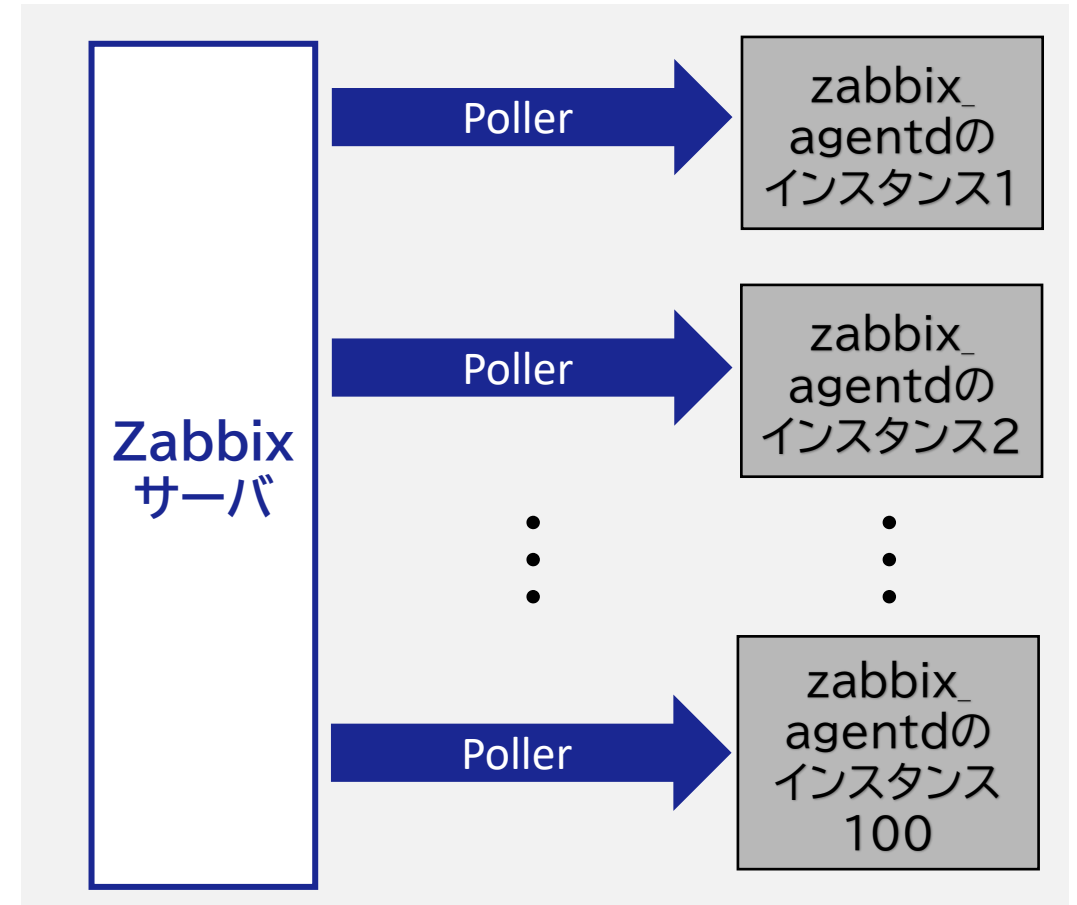 Zabbix
サーバ
Poller
zabbix_
agentdの
インスタンス1
Poller
zabbix_
agentdの
インスタンス2
Poller
zabbix_
agentdの
インスタンス
100